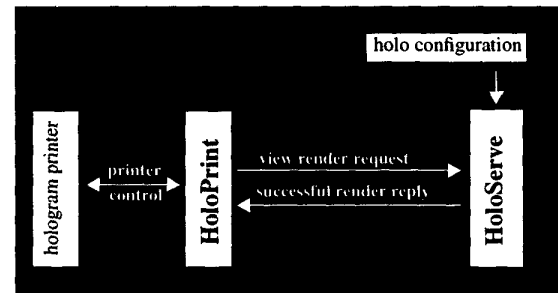 holo configuration
hologram printer
printer
control
HoloPrint
view render request
successful render reply
HoloServe